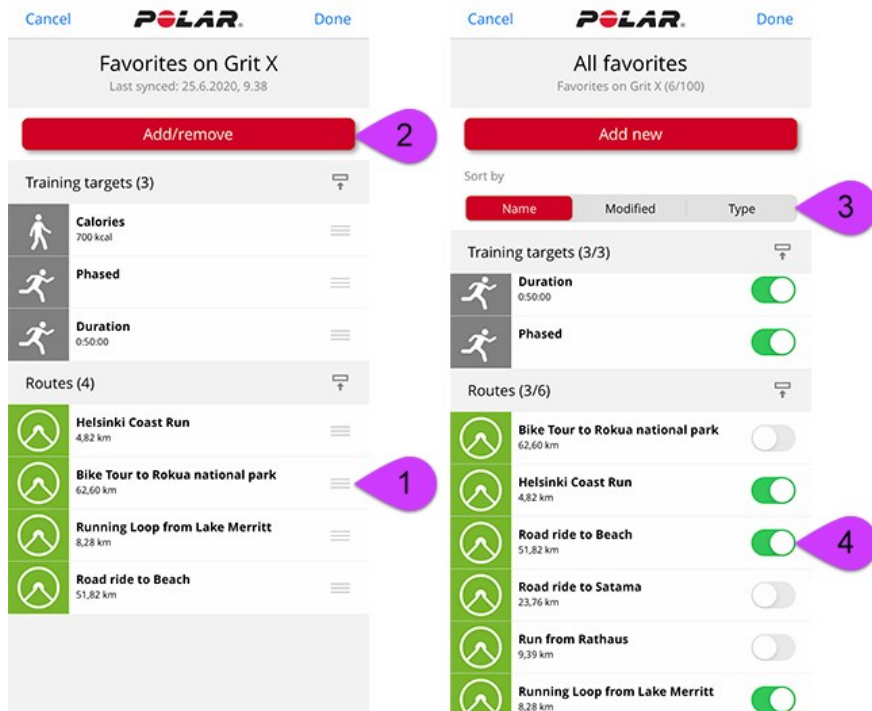 Cancel POLAR. Done
Favorites on Grit X
Last synced: 25.6.2020, 9.38
Add/remove
2
Training targets (3)
Calories
700 kcal
Phased
Duration
0:50:00
Routes (4)
Helsinki Coast Run
4,82 km
Bike Tour to Rokua national park
62,60 km
1
Running Loop from Lake Merritt
8,28 km
Road ride to Beach
51,82 km
Cancel POLAR. Done
All favorites
Favorites on Grit X (6/100)
Add new
Sort by
Name Modified Type
3
Training targets (3/3)
Duration
0:50:00
Phased
Routes (3/6)
Bike Tour to Rokua national park
62,60 km
Helsinki Coast Run
4,82 km
Road ride to Beach
51,82 km
4
Road ride to Satama
23,76 km
Run from Rathaus
9,39 km
Running Loop from Lake Merritt
8,28 km